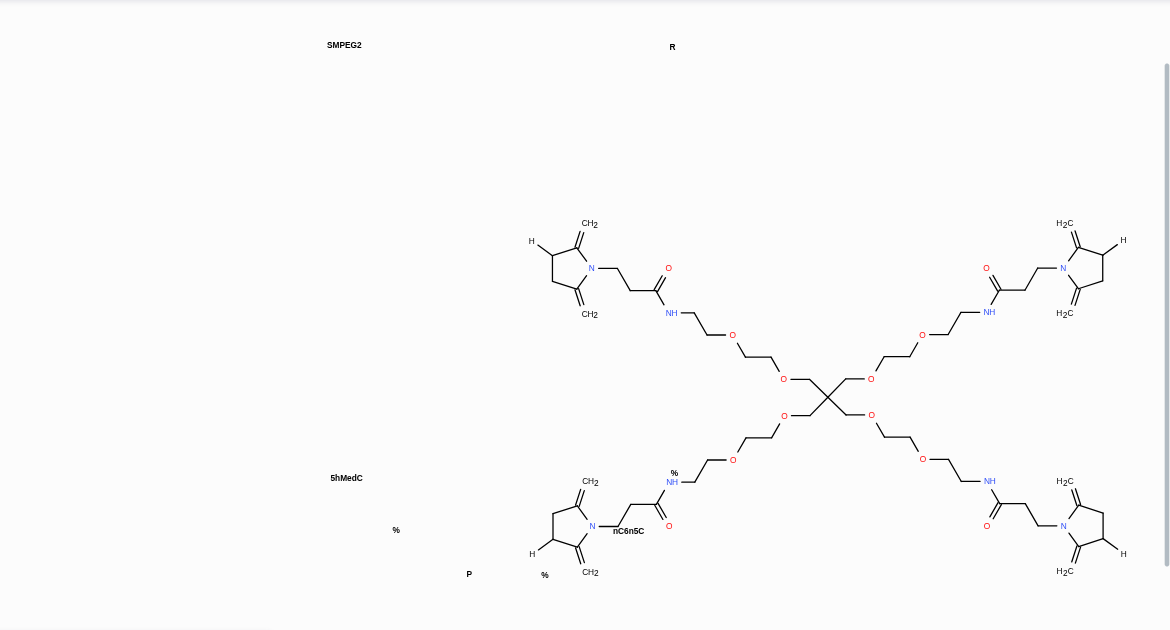 SMPEG2 R
CH2 H2C
H H
N O O N
CH2 NH NH H2C
O O
O O
O O
O O
%
5hMedC CH2 NH NH H2C
% N nC6n5C O O N
H H
P % CH2 H2C